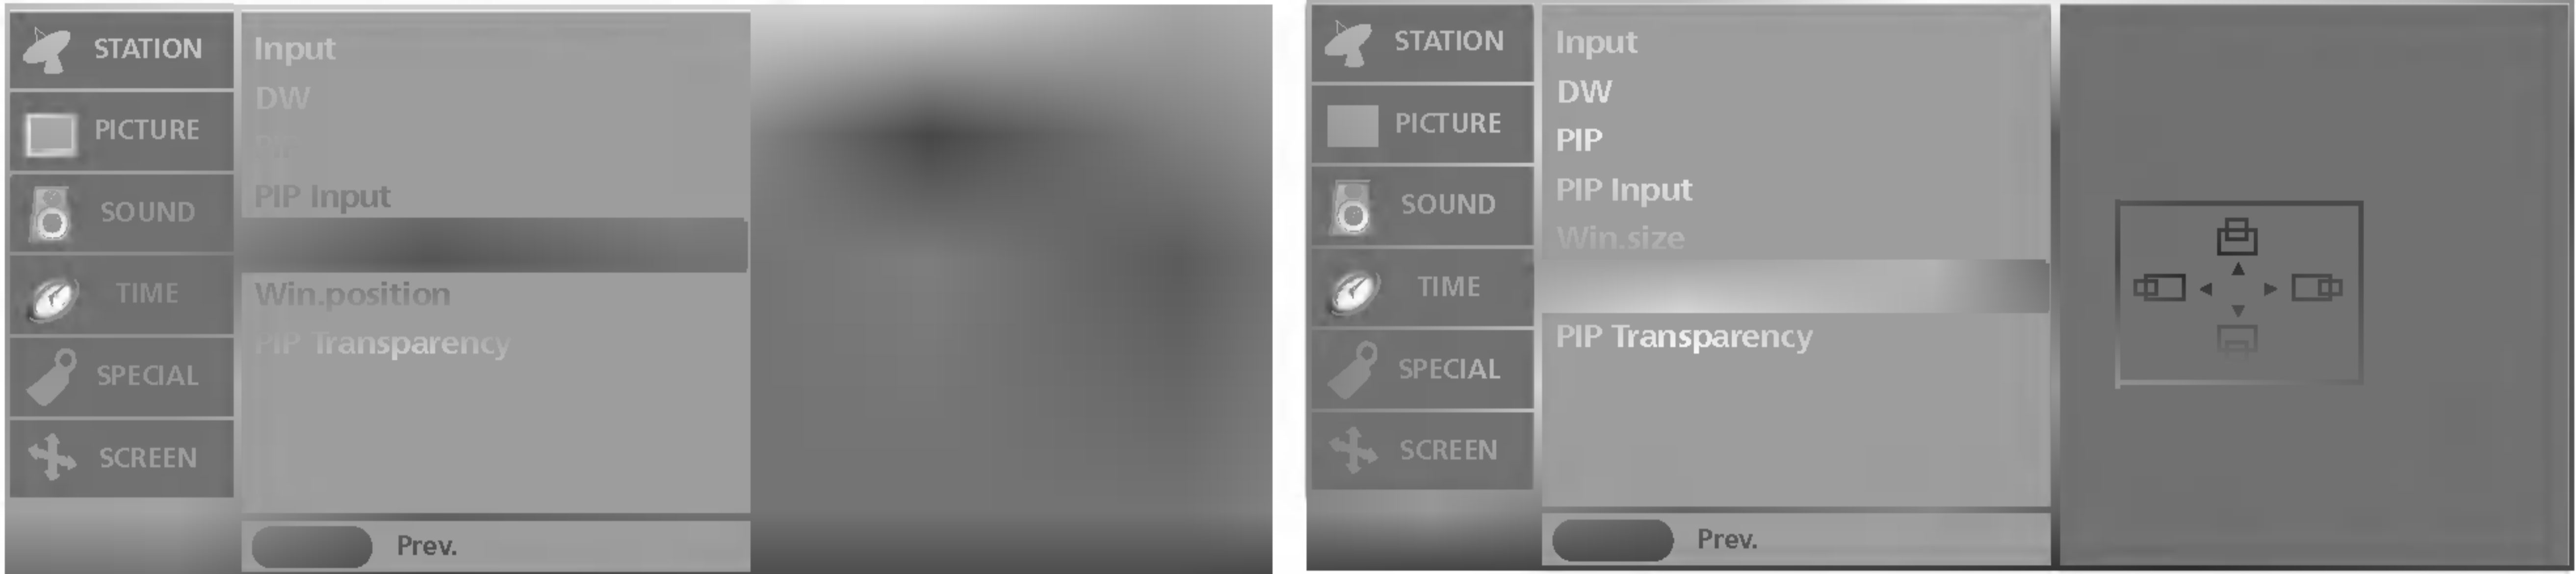 STATION
PICTURE
SOUND
TIME
SPECIAL
SCREEN
Input
DW
PIP
PIP Input
Win.position
PIP Transparency
Prev.
STATION
PICTURE
SOUND
TIME
SPECIAL
SCREEN
Input
DW
PIP
PIP Input
Win.size
PIP Transparency
Prev.